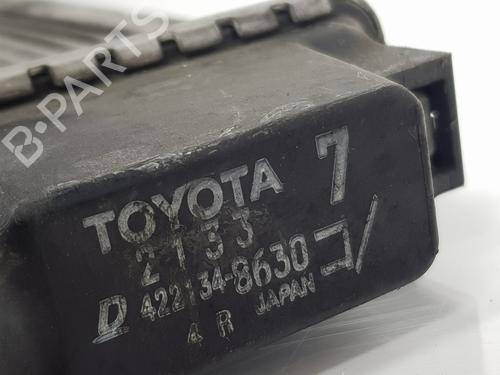 B-PARTS
TOYOTA 7
2133
D 422134-8630
4 R JAPAN